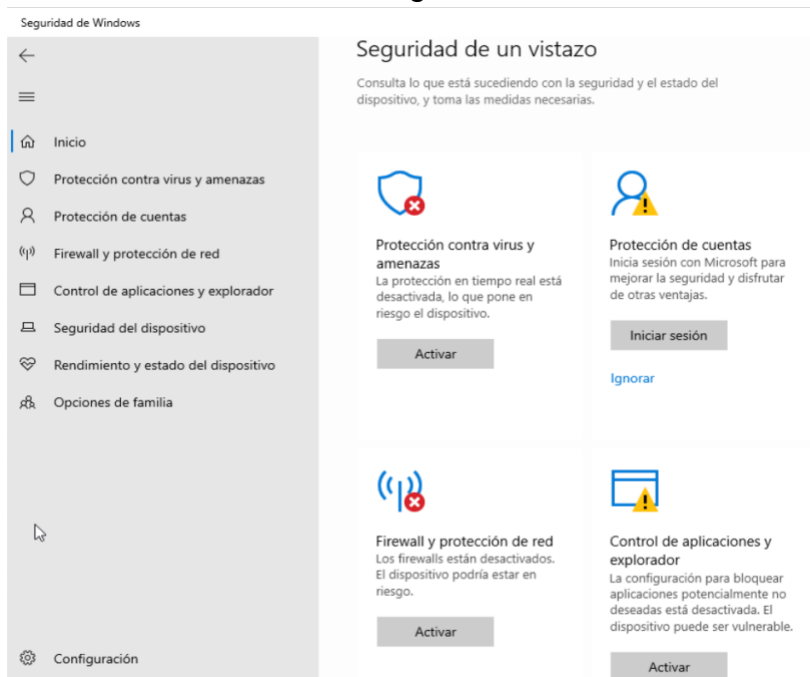 Seguridad de Windows
Inicio
Protección contra virus y amenazas
Protección de cuentas
Firewall y protección de red
Control de aplicaciones y explorador
Seguridad del dispositivo
Rendimiento y estado del dispositivo
Opciones de familia
Configuración
Seguridad de un vistazo
Consulta lo que está sucediendo con la seguridad y el estado del
dispositivo, y toma las medidas necesarias.
Protección contra virus y
amenazas
La protección en tiempo real está
desactivada, lo que pone en
riesgo el dispositivo.
Activar
Protección de cuentas
Inicia sesión con Microsoft para
mejorar la seguridad y disfrutar
de otras ventajas.
Iniciar sesión
Ignorar
Firewall y protección de red
Los firewalls están desactivados.
El dispositivo podría estar en
riesgo.
Activar
Control de aplicaciones y
explorador
La configuración para bloquear
aplicaciones potencialmente no
deseadas está desactivada. El
dispositivo puede ser vulnerable.
Activar